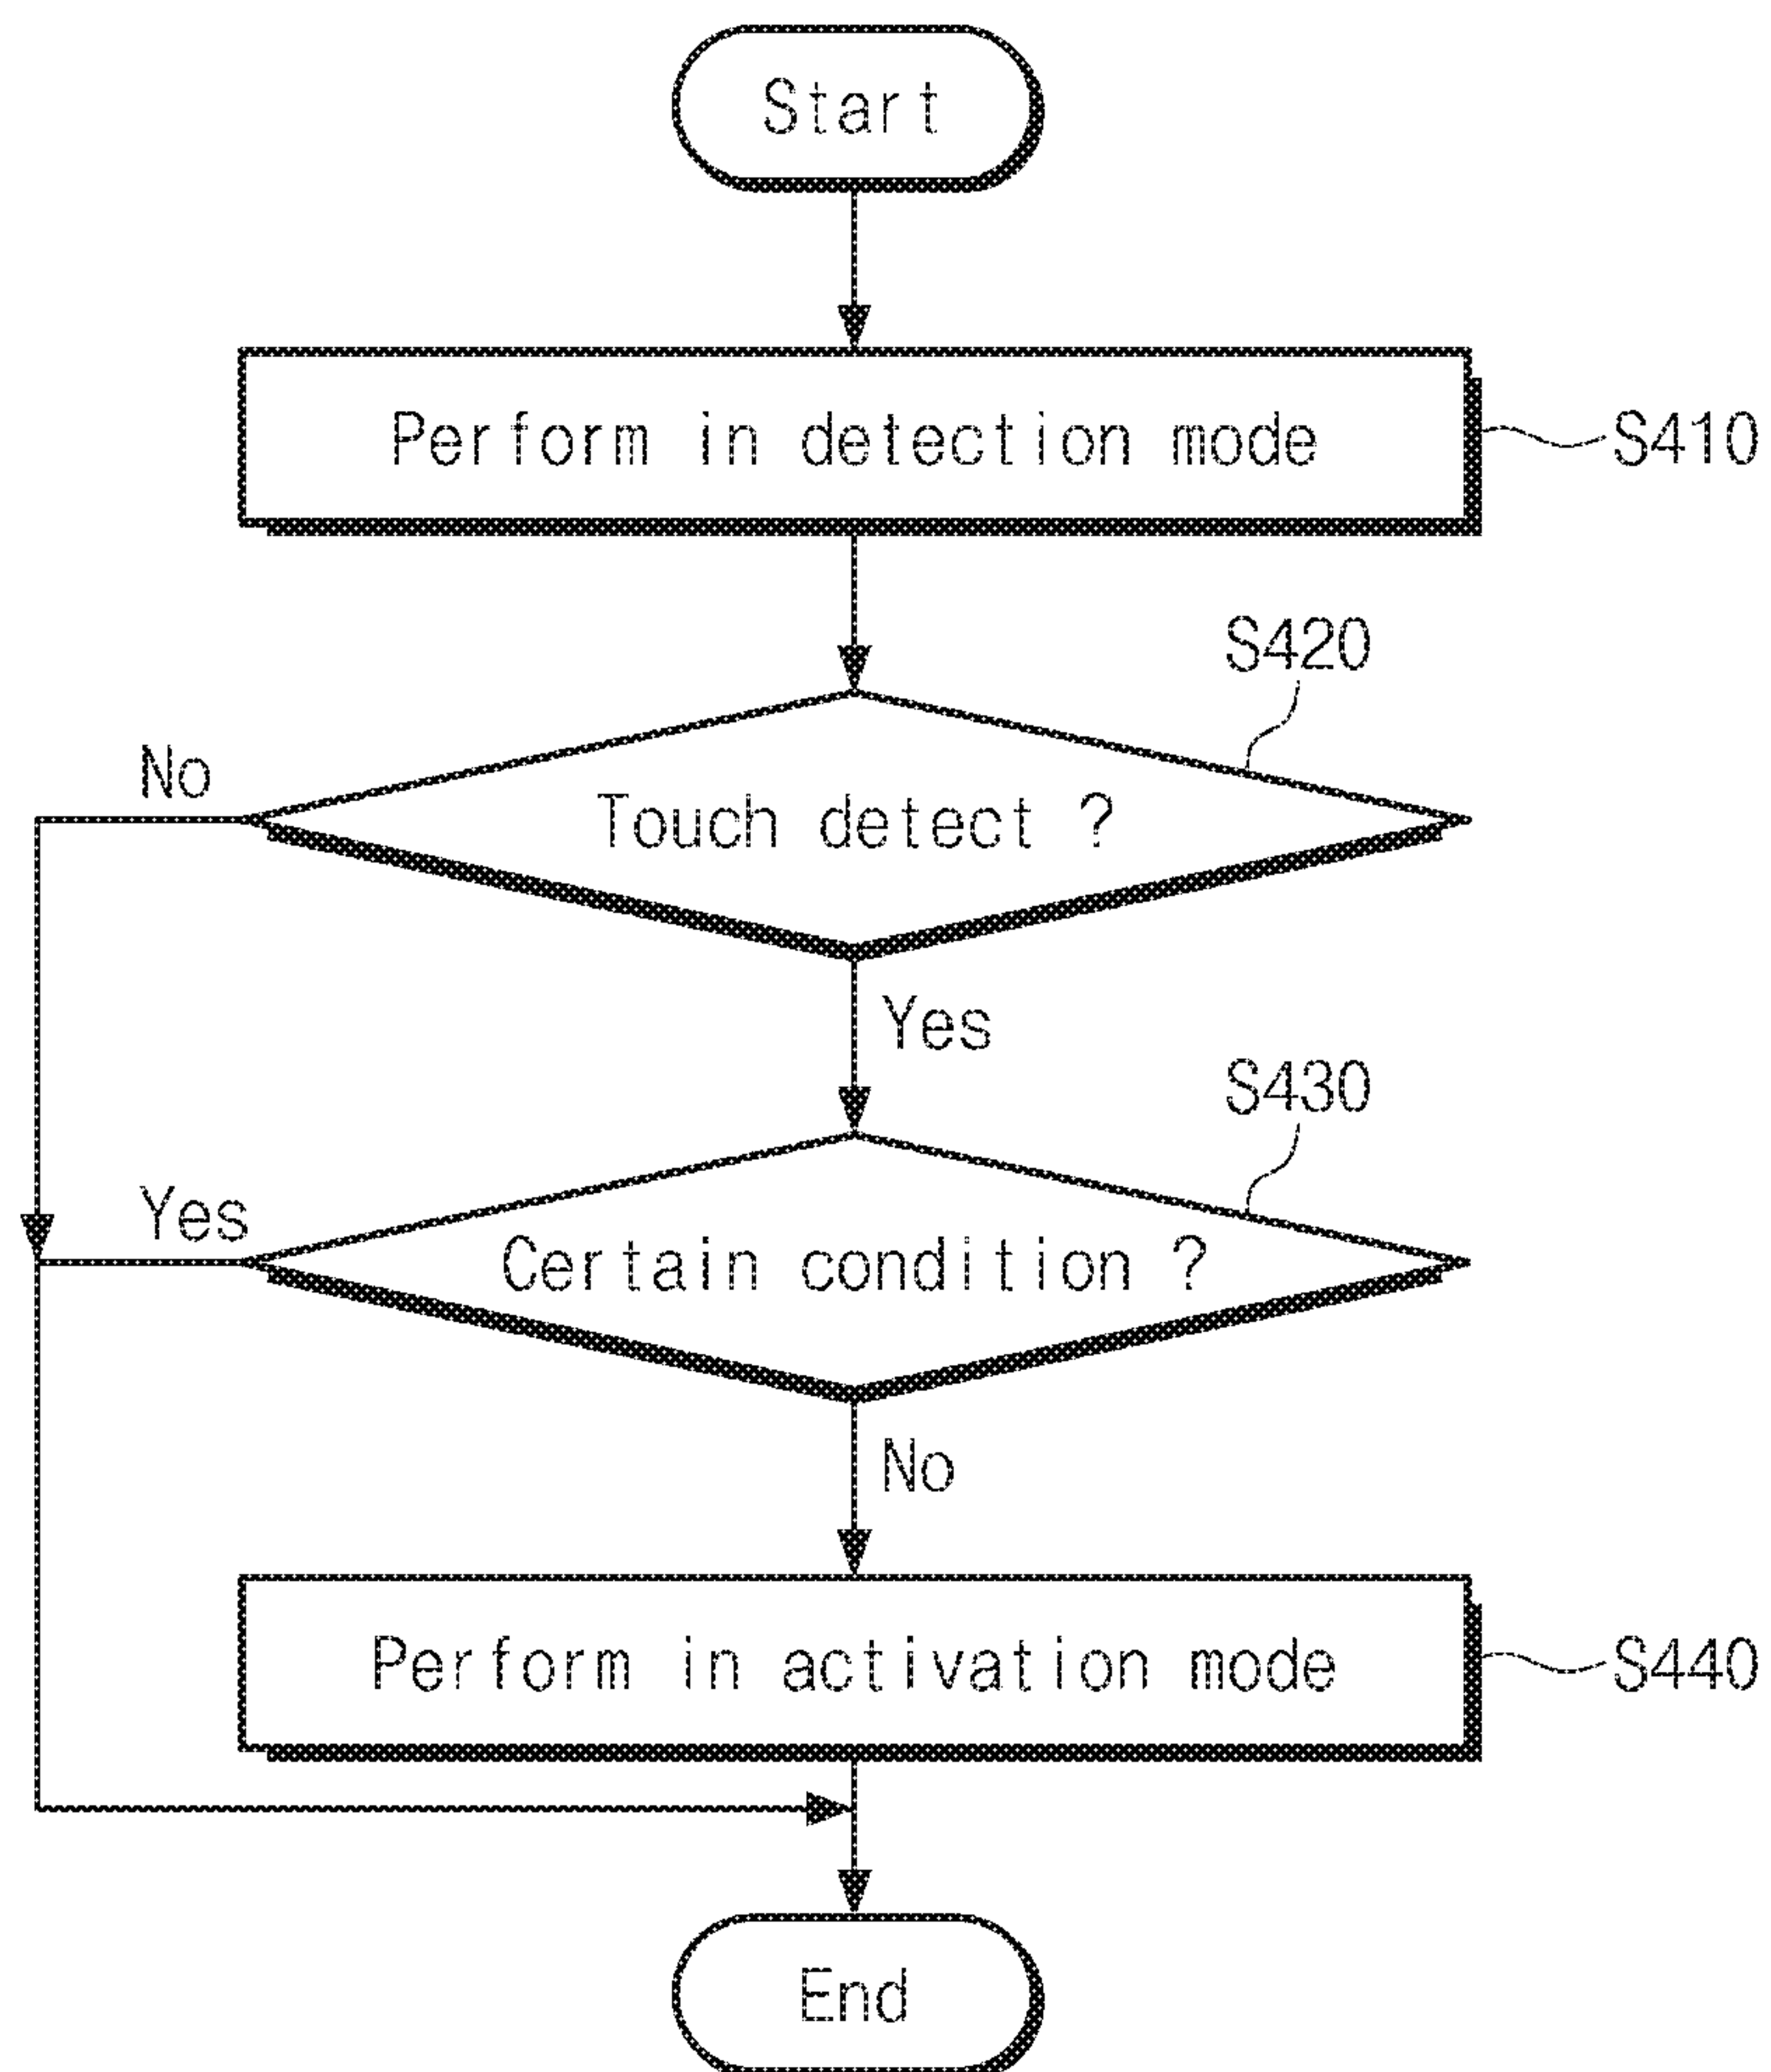 Start
Perform in detection mode
S410
S420
No
Touch detect ?
Yes
S430
Yes
Certain condition ?
No
Perform in activation mode
S440
End